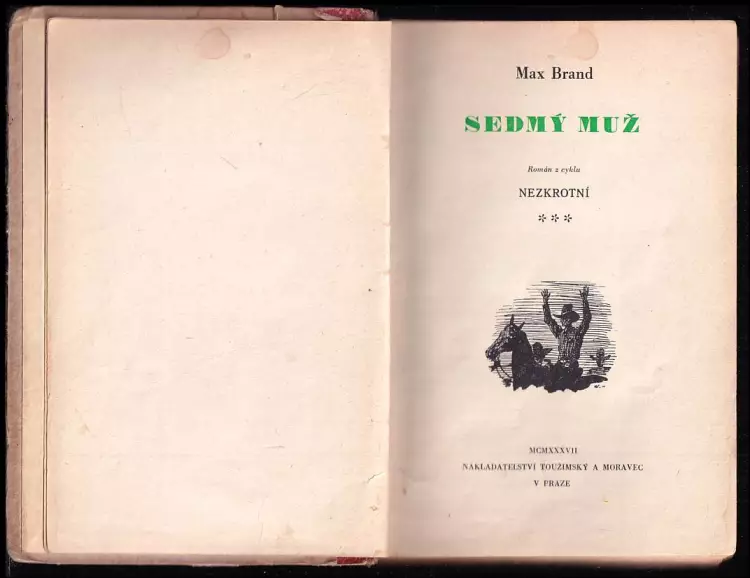 Max Brand
SEDMÝ MUŽ
Román z cyklu
NEZKROTNÍ
***
MCMXXXVII
NAKLADATELSTVÍ TOUŽIMSKÝ A MORAVEC
V PRAZE